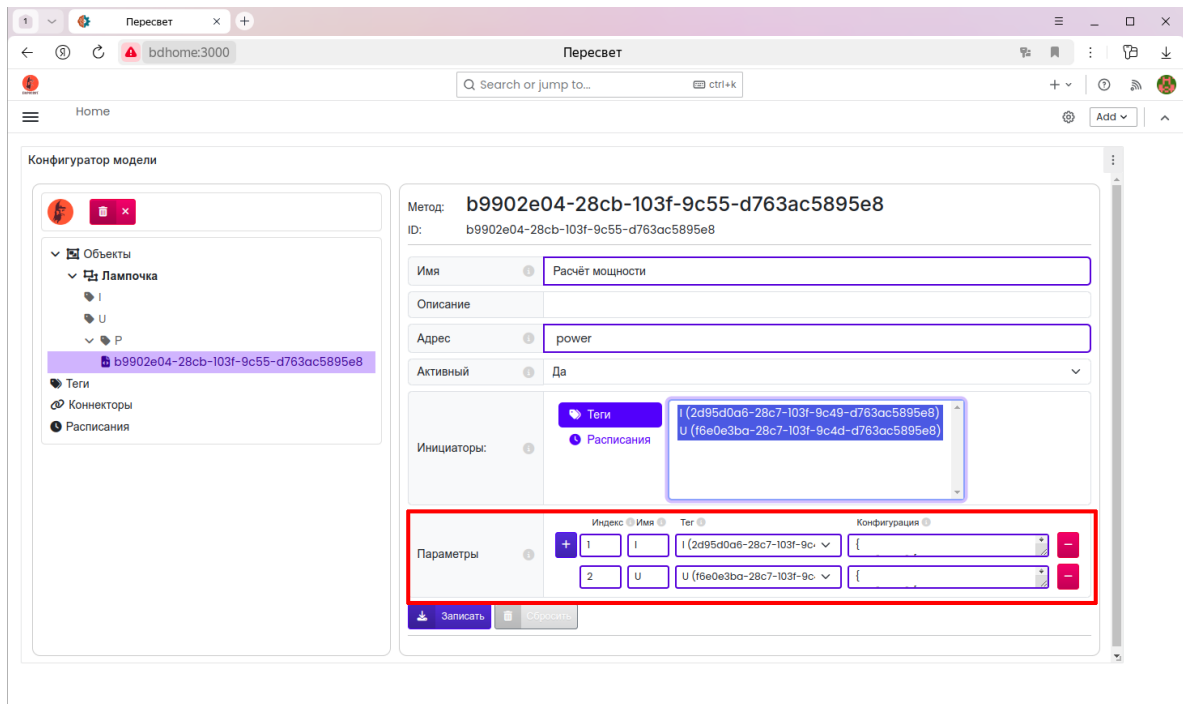 1
Пересвет
bdhome:3000
Пересвет
Search or jump to...
ctrl+k
Home
Add
Конфигуратор модели
Объекты
Лампочка
I
U
P
b9902e04-28cb-103f-9c55-d763ac5895e8
Теги
Коннекторы
Расписания
Метод: b9902e04-28cb-103f-9c55-d763ac5895e8
ID: b9902e04-28cb-103f-9c55-d763ac5895e8
Имя Расчёт мощности
Описание
Адрес power
Активный Да
Инициаторы:
Теги
Расписания
I (2d95d0a6-28c7-103f-9c49-d763ac5895e8)
U (f6e0e3ba-28c7-103f-9c4d-d763ac5895e8)
Параметры
Индекс Имя Тег Конфигурация
+ 1 I I (2d95d0a6-28c7-103f-9c {
2 U U (f6e0e3ba-28c7-103f-9c {
Записать Сбросить